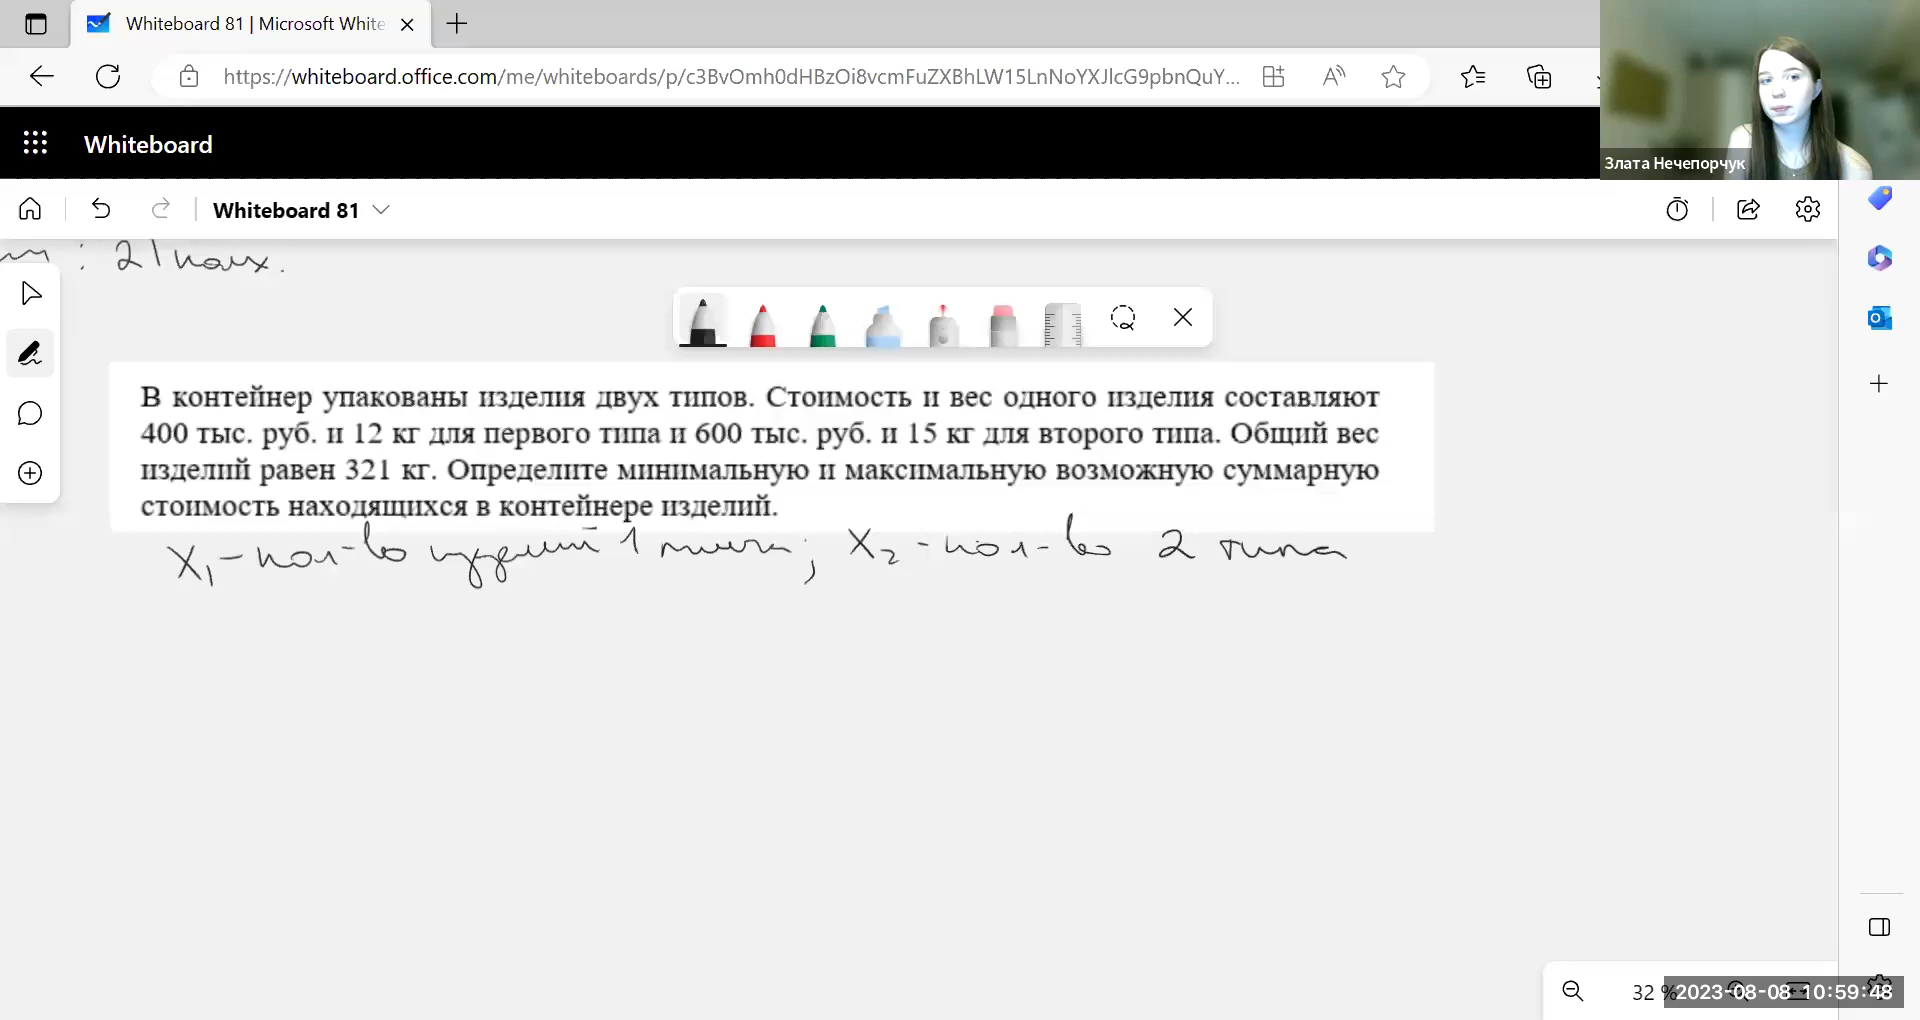 Whiteboard 81 | Microsoft White
https://whiteboard.office.com/me/whiteboards/p/c3BvOmh0dHBzOi8vcmFuZXBhLW15LnNoYXJlcG9pbnQuY...
Whiteboard
Злата Нечепорчук
Whiteboard 81
: 21 налх.
В контейнер упакованы изделия двух типов. Стоимость и вес одного изделия составляют
400 тыс. руб. и 12 кг для первого типа и 600 тыс. руб. и 15 кг для второго типа. Общий вес
изделий равен 321 кг. Определите минимальную и максимальную возможную суммарную
стоимость находящихся в контейнере изделий.
x₁ - кол-во изделий 1 типа; x₂ - кол-во 2 типа
32 %
2023-08-08 10:59:48